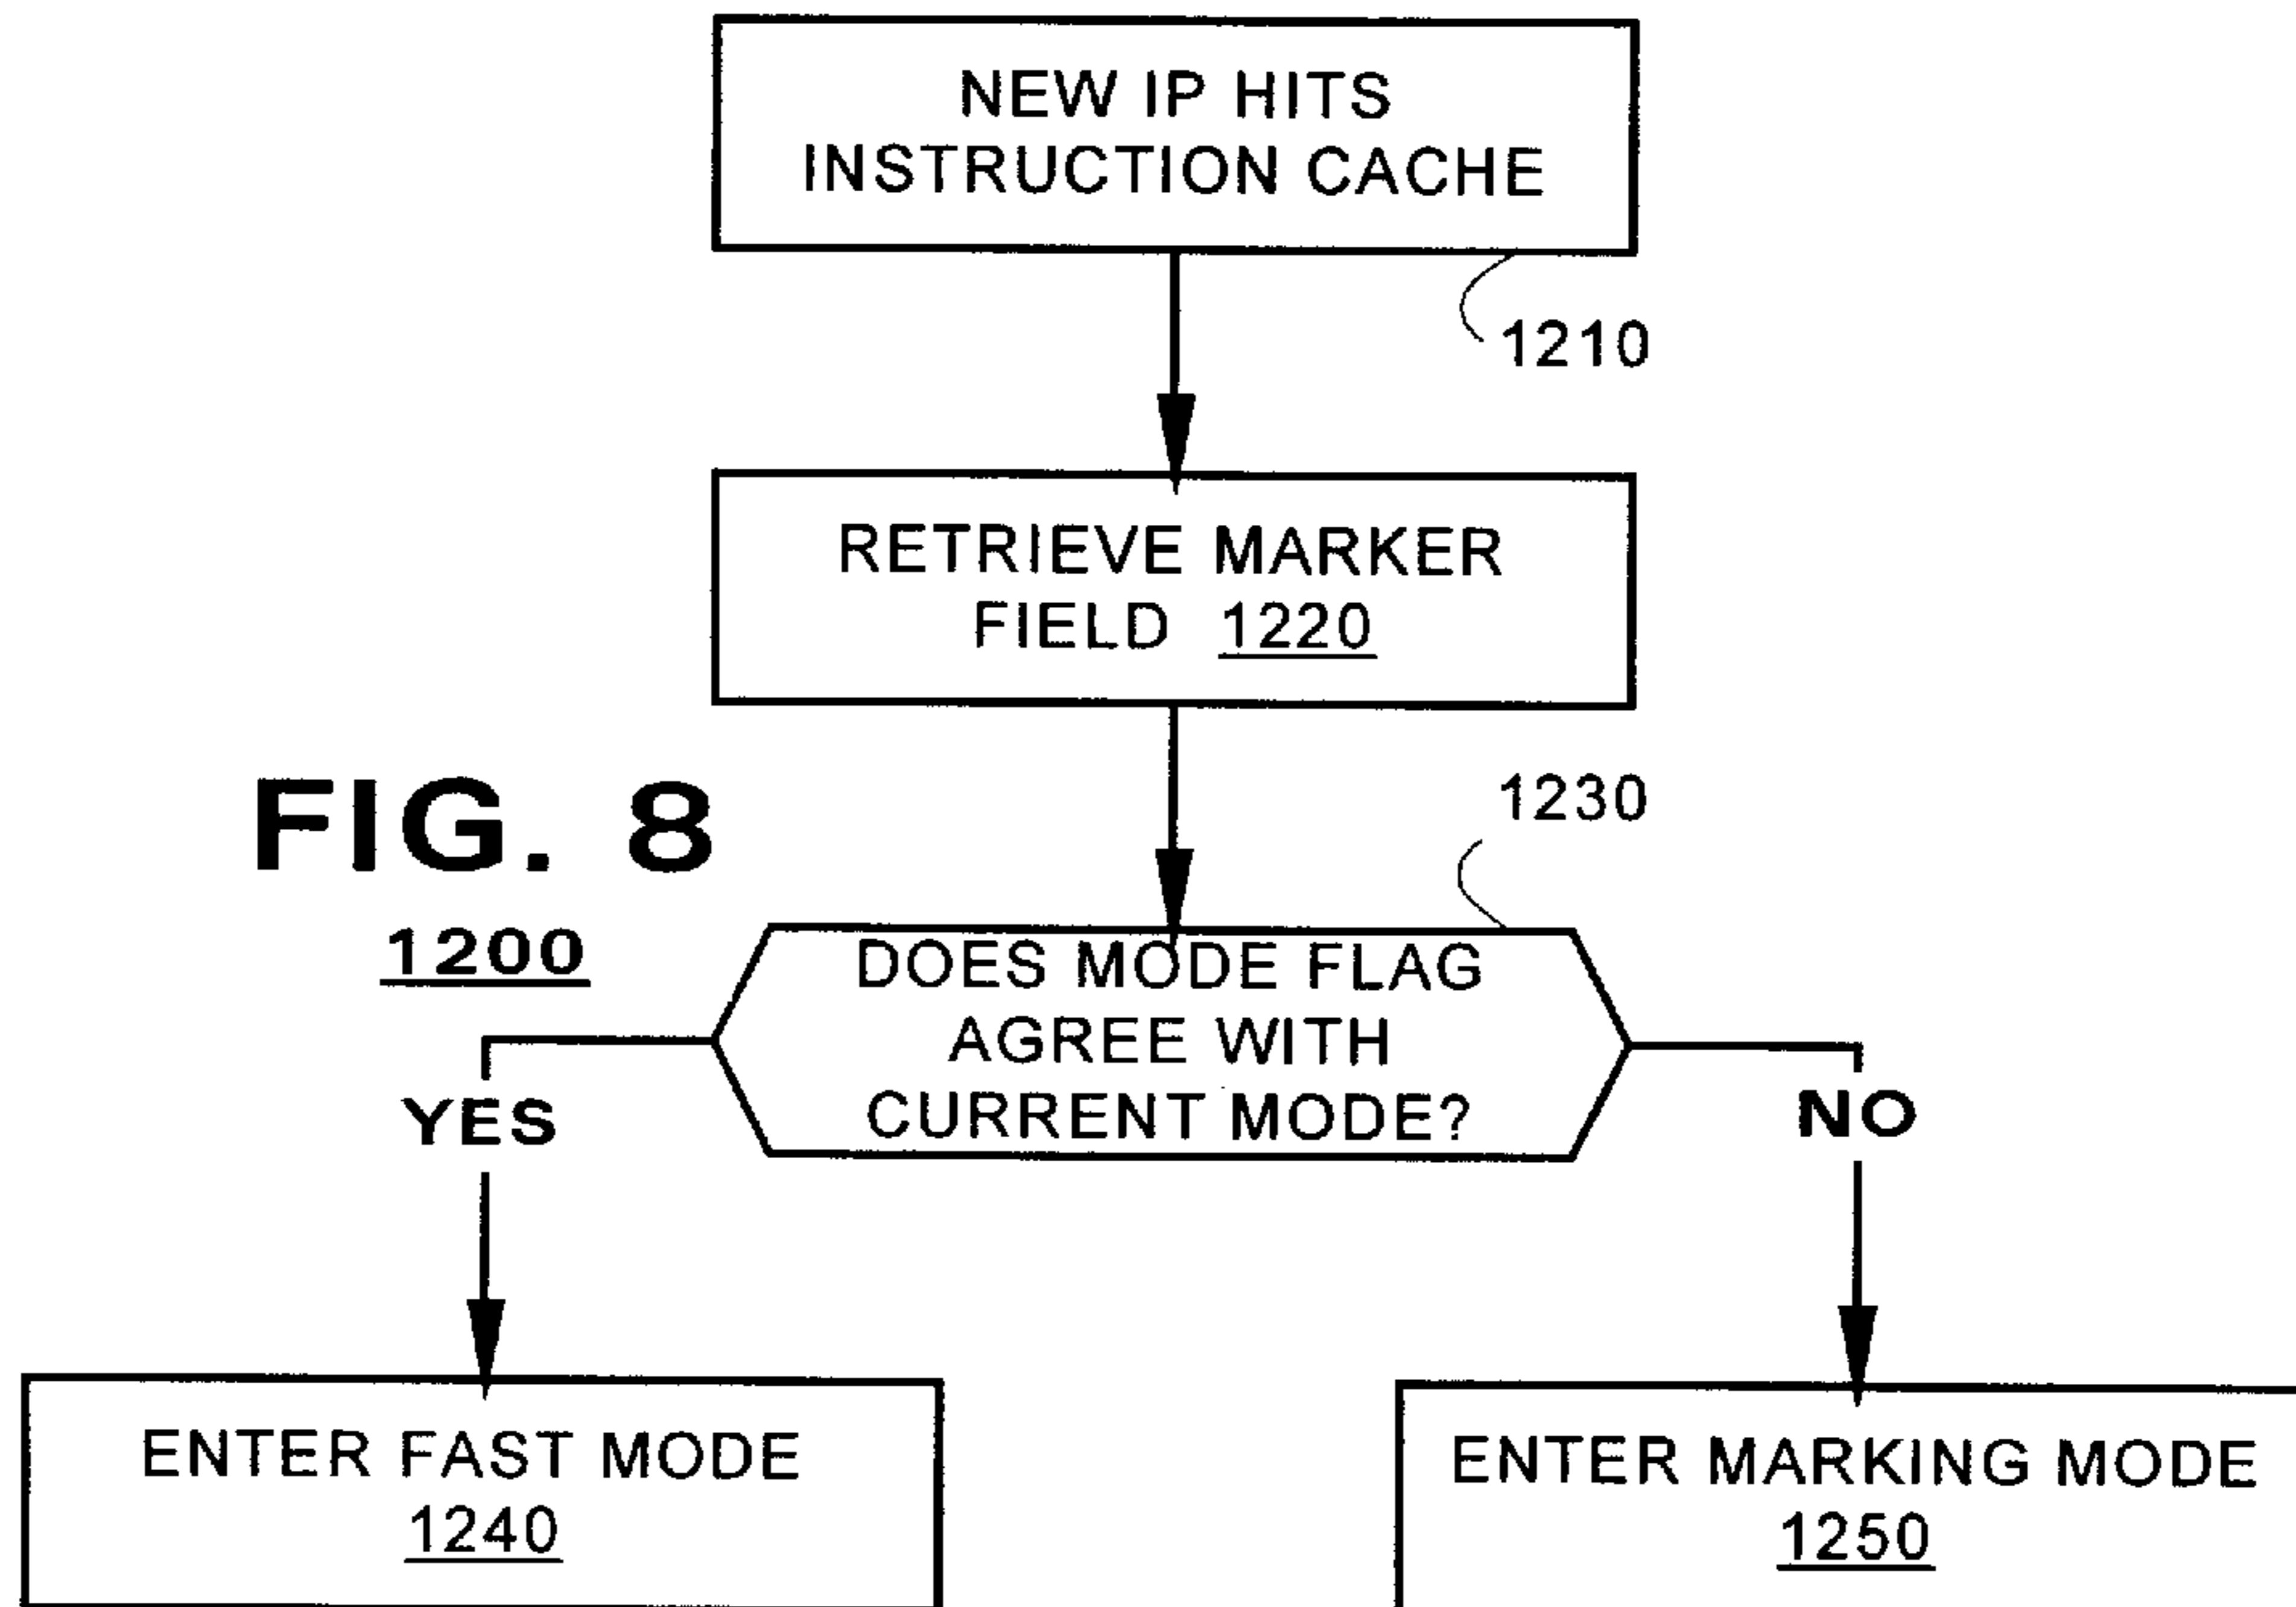 NEW IP HITS
INSTRUCTION CACHE
1210
RETRIEVE MARKER
FIELD 1220
FIG. 8
1200
1230
DOES MODE FLAG
AGREE WITH
CURRENT MODE?
YES
NO
ENTER FAST MODE
1240
ENTER MARKING MODE
1250